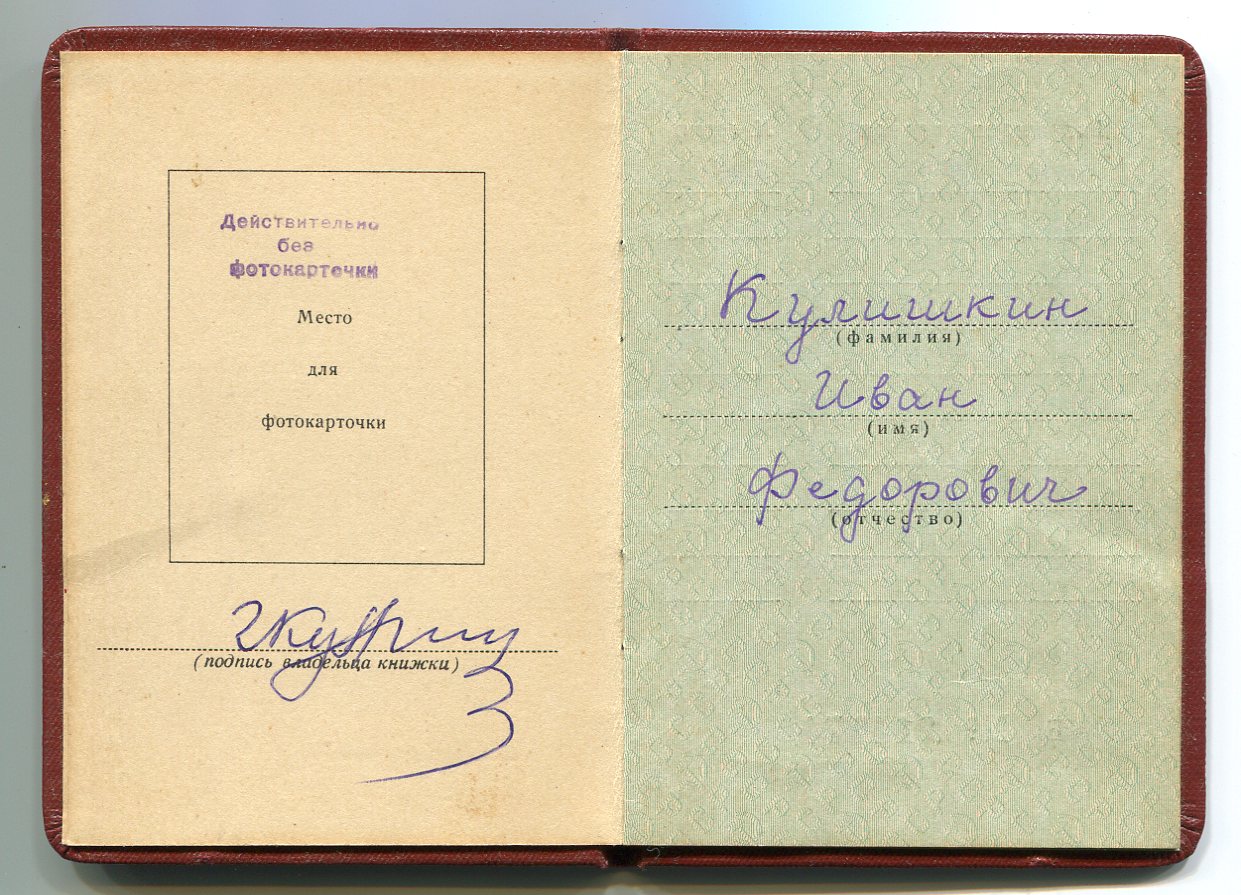 Действительно
без
фотокарточки
Место
для
фотокарточки
(подпись владельца книжки)
Кулишкин
(фамилия)
Иван
(имя)
Федорович
(отчество)